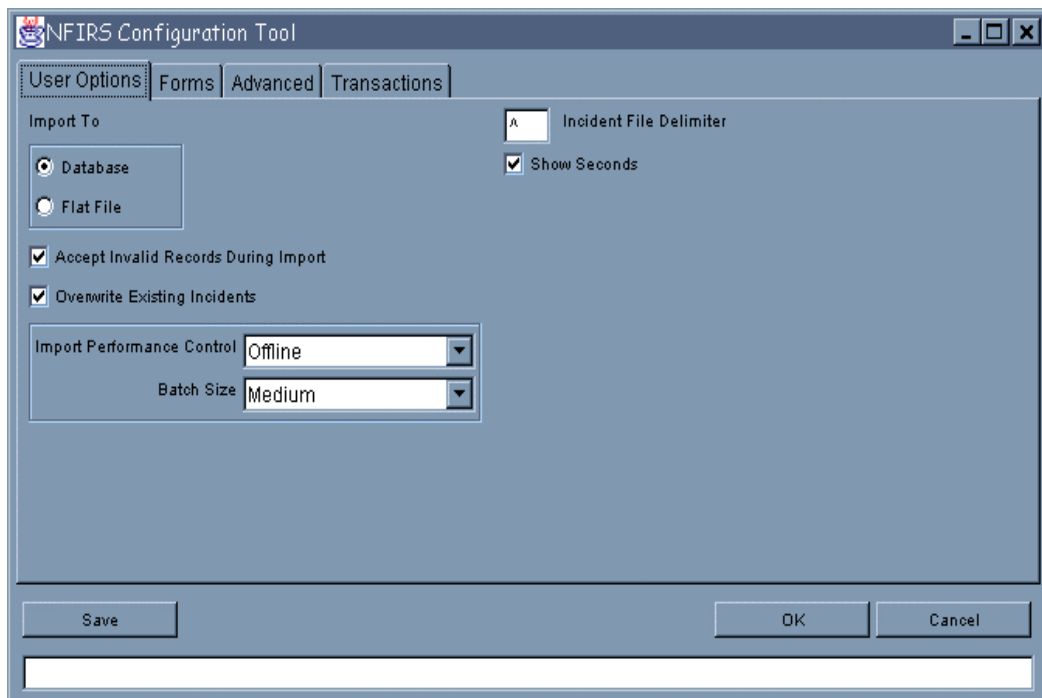 NFIRS Configuration Tool
User Options Forms Advanced Transactions
Import To
Database
Flat File
Accept Invalid Records During Import
Overwrite Existing Incidents
Import Performance Control Offline
Batch Size Medium
^ Incident File Delimiter
Show Seconds
Save OK Cancel